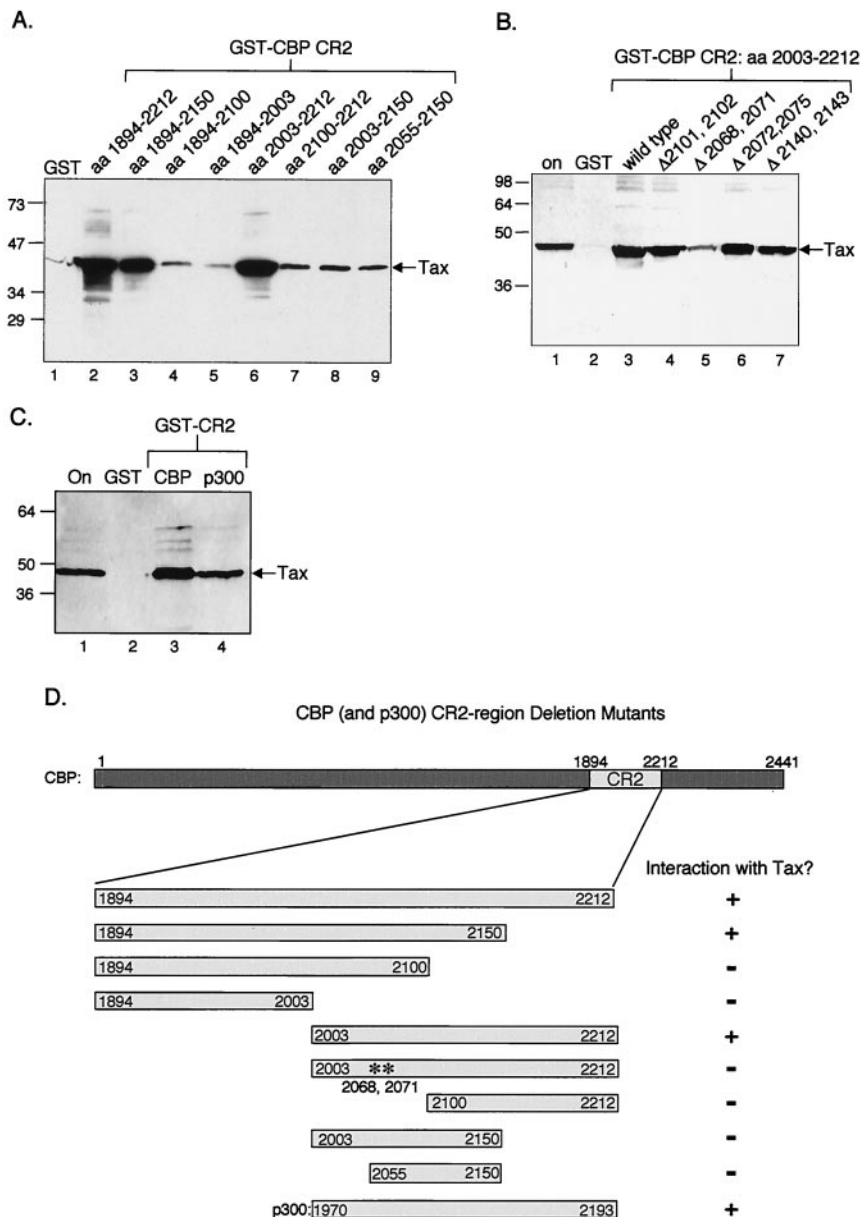 A.
GST-CBP CR2
GST
aa 1894-2212
aa 1894-2150
aa 1894-2100
aa 1894-2003
aa 2003-2212
aa 2100-2212
aa 2003-2150
aa 2055-2150
73
47
34
29
Tax
1 2 3 4 5 6 7 8 9
B.
GST-CBP CR2: aa 2003-2212
on
GST
wild type
Δ2101, 2102
Δ 2068, 2071
Δ 2072,2075
Δ 2140, 2143
98
64
50
36
Tax
1 2 3 4 5 6 7
C.
GST-CR2
On GST CBP p300
64
50
36
Tax
1 2 3 4
D.
CBP (and p300) CR2-region Deletion Mutants
1 1894 2212 2441
CBP: CR2
Interaction with Tax?
1894 2212 +
1894 2150 +
1894 2100 -
1894 2003 -
2003 2212 +
2003 ** 2212 -
2068, 2071
2100 2212 -
2003 2150 -
2055 2150 -
p300: 1970 2193 +